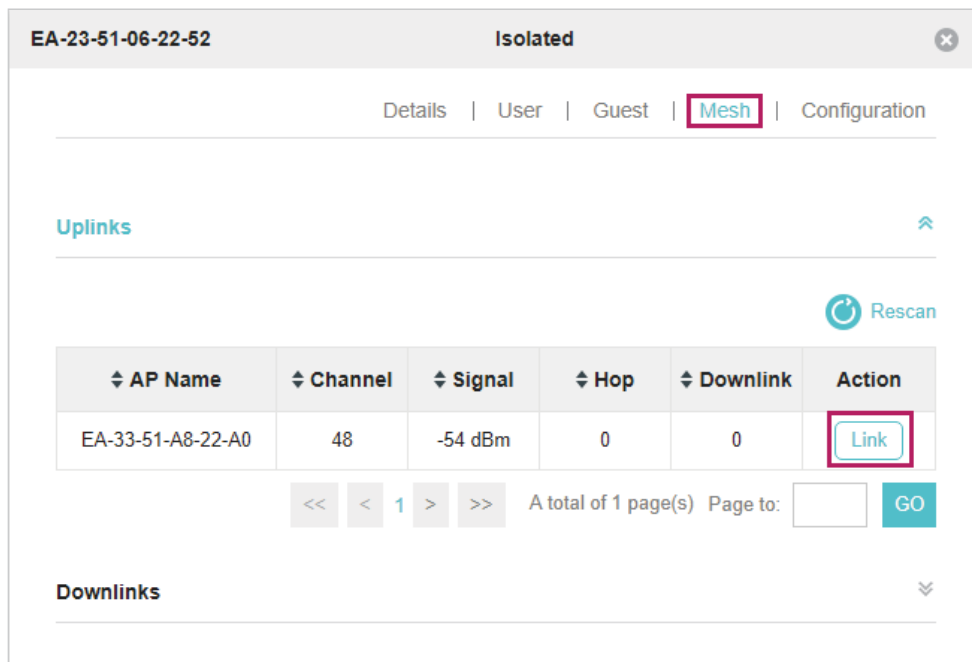 EA-23-51-06-22-52 Isolated
Details | User | Guest | Mesh | Configuration
Uplinks
Rescan
AP Name Channel Signal Hop Downlink Action
EA-33-51-A8-22-A0 48 -54 dBm 0 0 Link
<< < 1 > >> A total of 1 page(s) Page to: GO
Downlinks